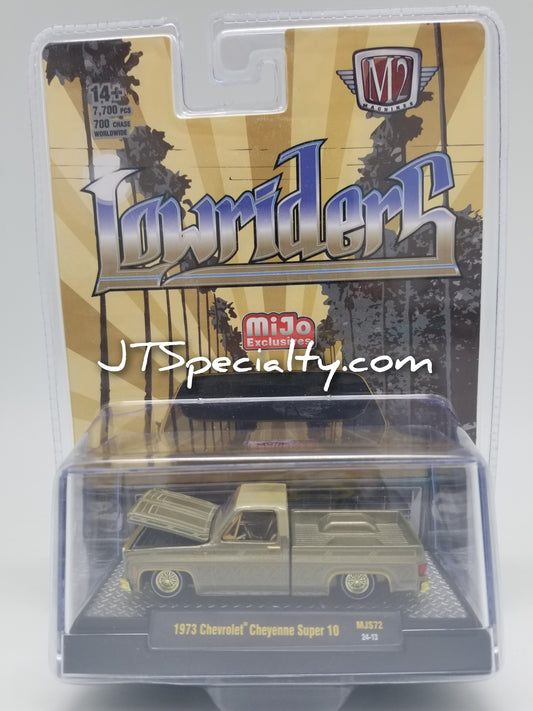 14+
7,700 PCS
700 CHASE
WORLDWIDE
M2
MACHINES
Lowriders
MiJo
Exclusives
JTSpecialty.com
1973 Chevrolet® Cheyenne Super 10
MJS72
24-13